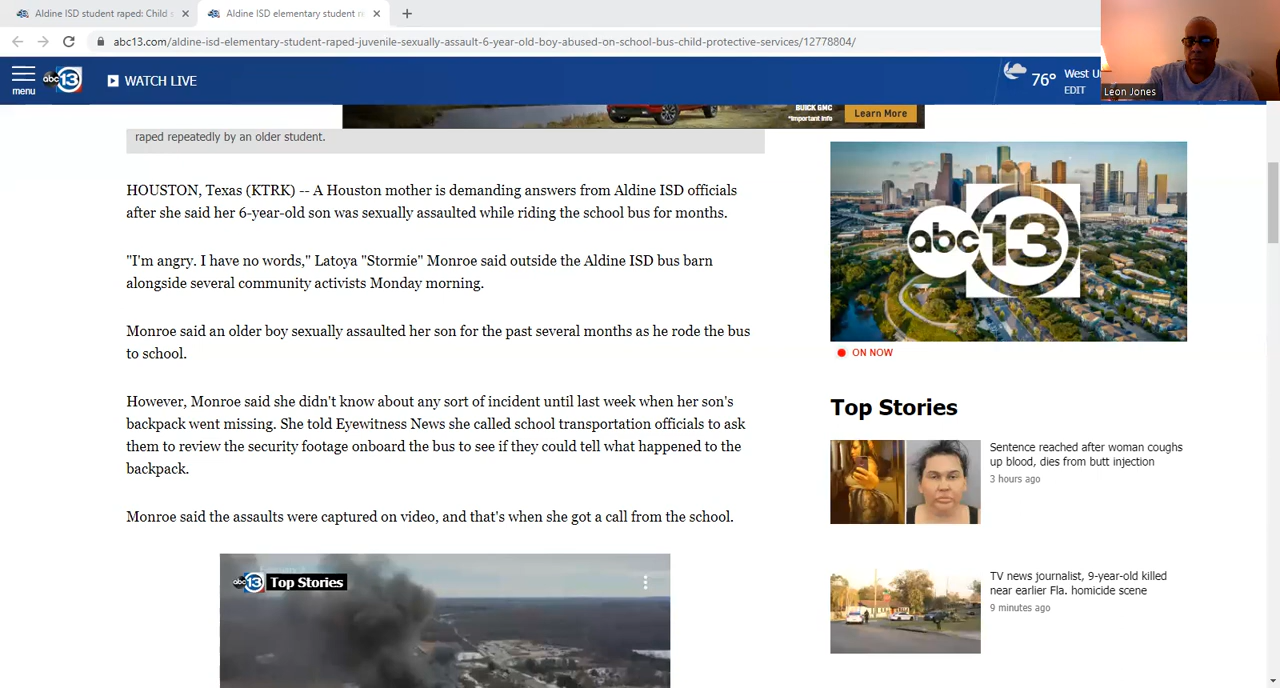 Aldine ISD student raped: Child s
Aldine ISD elementary student r
abc13.com/aldine-isd-elementary-student-raped-juvenile-sexually-assault-6-year-old-boy-abused-on-school-bus-child-protective-services/12778804/
menu
abc 13
WATCH LIVE
76°
West U
EDIT
Leon Jones
BUICK GMC
*Important Info
Learn More
raped repeatedly by an older student.
HOUSTON, Texas (KTRK) -- A Houston mother is demanding answers from Aldine ISD officials
after she said her 6-year-old son was sexually assaulted while riding the school bus for months.
"I'm angry. I have no words," Latoya "Stormie" Monroe said outside the Aldine ISD bus barn
alongside several community activists Monday morning.
Monroe said an older boy sexually assaulted her son for the past several months as he rode the bus
to school.
However, Monroe said she didn't know about any sort of incident until last week when her son's
backpack went missing. She told Eyewitness News she called school transportation officials to ask
them to review the security footage onboard the bus to see if they could tell what happened to the
backpack.
Monroe said the assaults were captured on video, and that's when she got a call from the school.
abc 13
Top Stories
abc 13
ON NOW
Top Stories
Sentence reached after woman coughs
up blood, dies from butt injection
3 hours ago
TV news journalist, 9-year-old killed
near earlier Fla. homicide scene
9 minutes ago